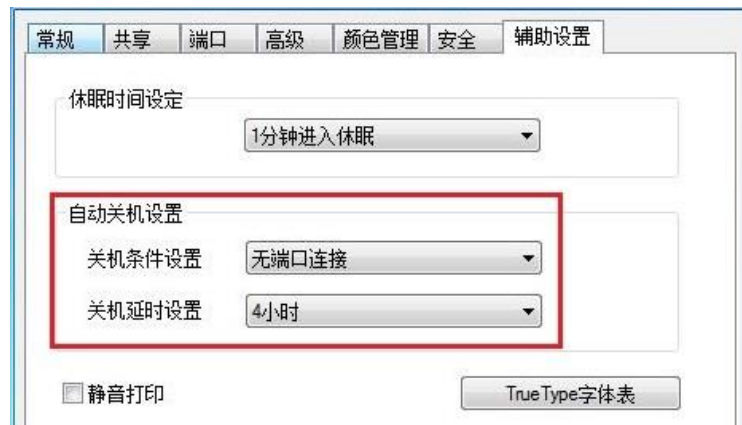 常规 共享 端口 高级 颜色管理 安全 辅助设置
休眠时间设定
1分钟进入休眠
自动关机设置
关机条件设置 无端口连接
关机延时设置 4小时
静音打印 TrueType字体表